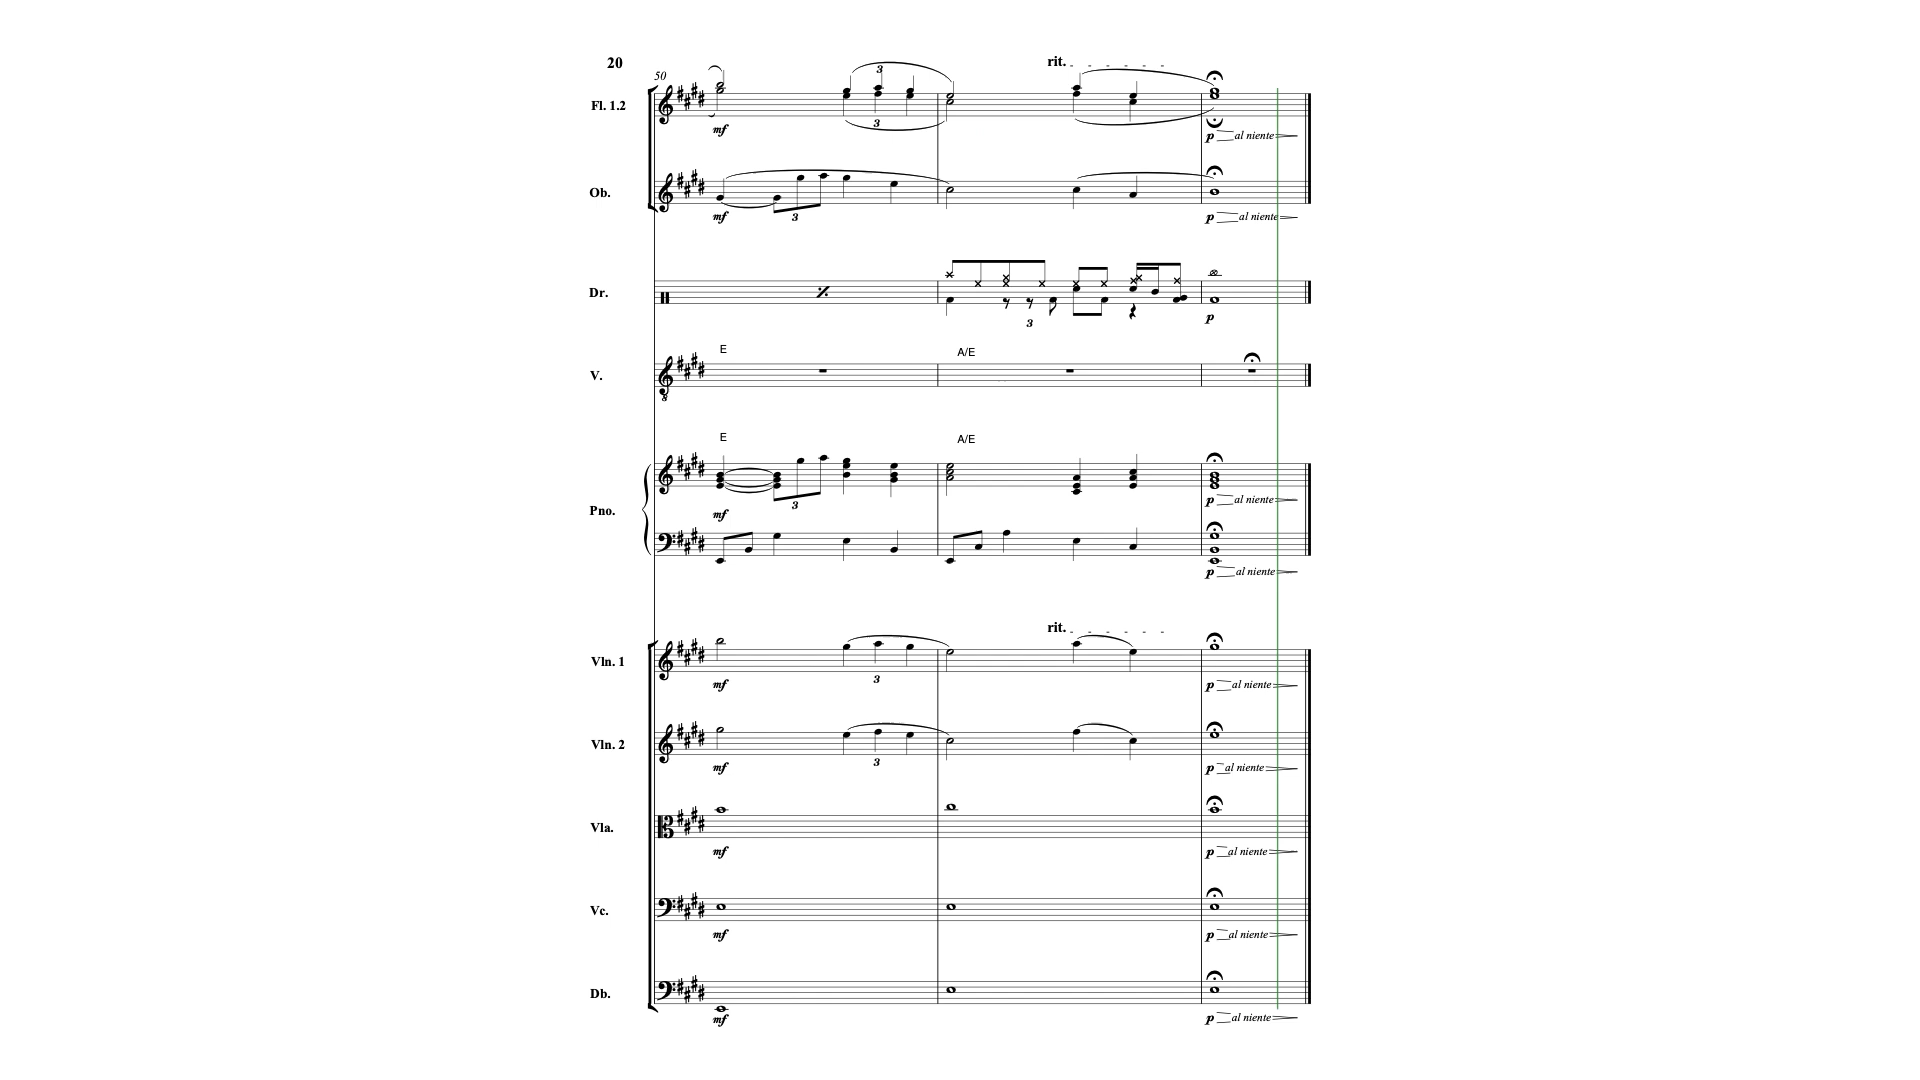 20
rit.
50
3
Fl. 1.2
3
mf
p al niente
Ob.
mf
3
p al niente
Dr.
3
p
E
A/E
V.
8
E
A/E
3
p al niente
Pno.
mf
p al niente
rit.
Vln. 1
3
mf
p al niente
Vln. 2
3
mf
p al niente
Vla.
mf
p al niente
Vc.
mf
p al niente
Db.
mf
p al niente